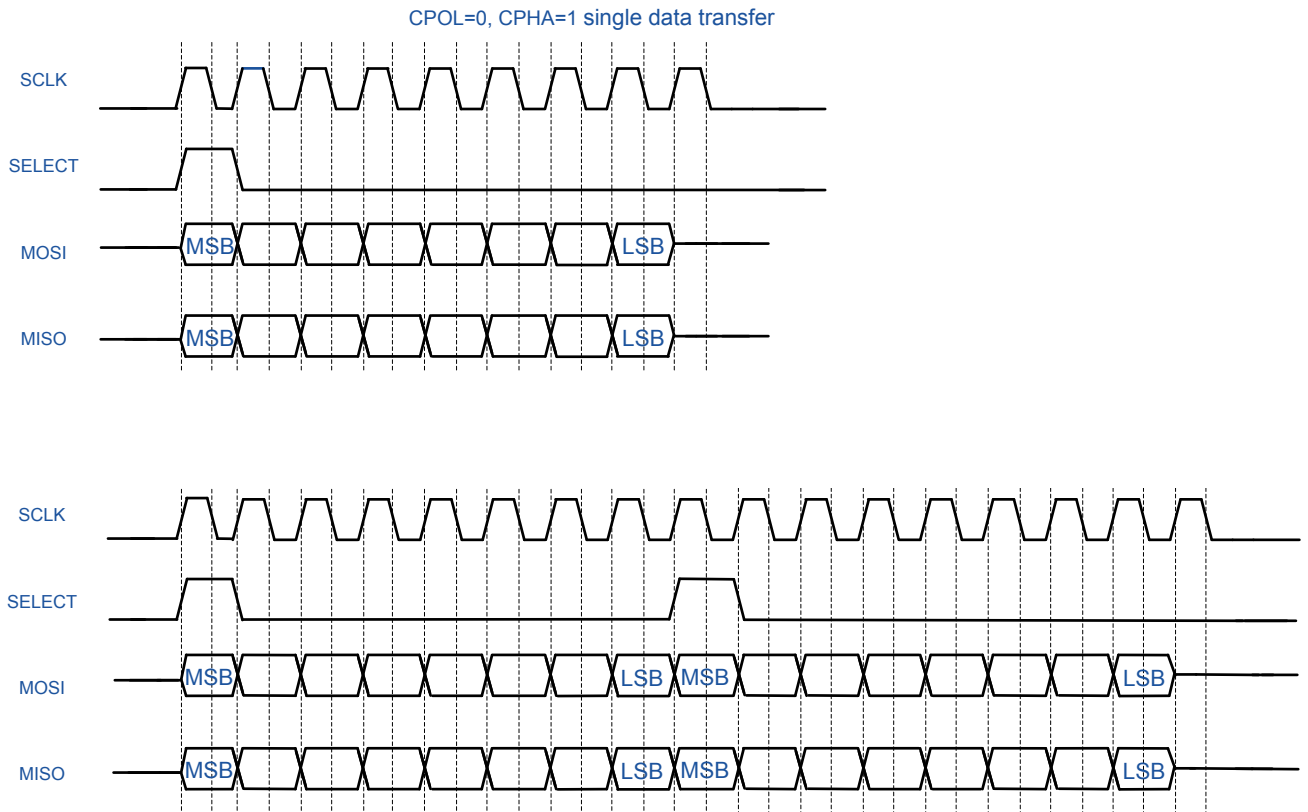 CPOL=0, CPHA=1 single data transfer
SCLK
SELECT
MOSI MSB LSB
MISO MSB LSB
SCLK
SELECT
MOSI MSB LSB MSB LSB
MISO MSB LSB MSB LSB